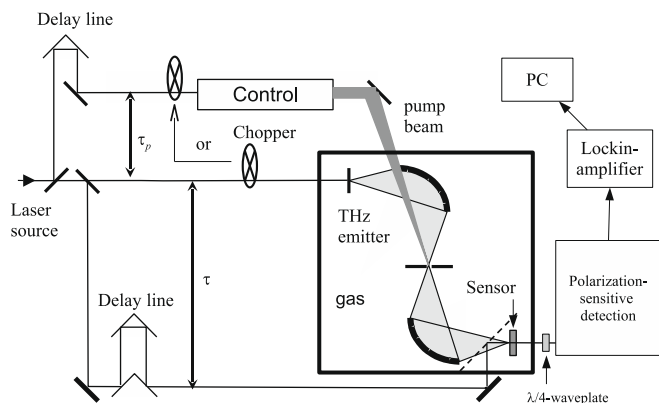 Delay line
PC
Control
pump
beam
τp
or
Chopper
Lockin-
amplifier
Laser
source
THz
emitter
τ
gas
Sensor
Polarization-
sensitive
detection
Delay line
λ/4-waveplate